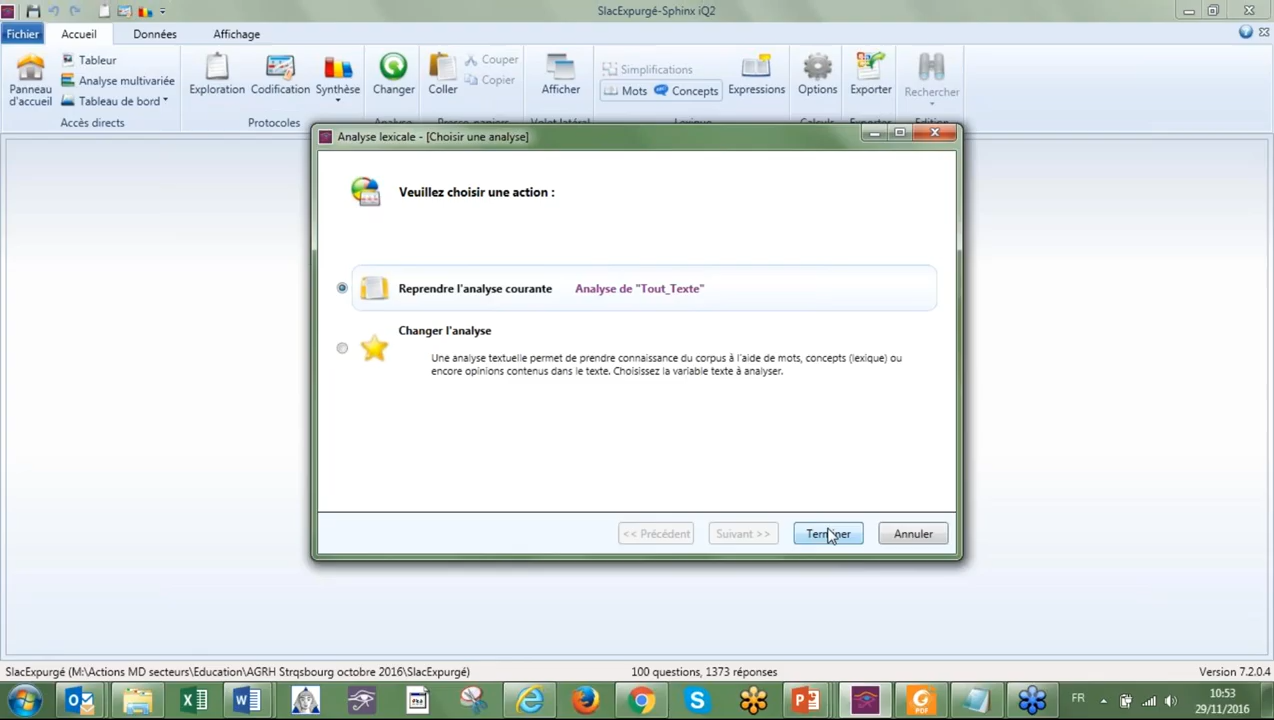 SlacExpurgé-Sphinx iQ2
Fichier Accueil Données Affichage
Panneau d'accueil
Tableur
Analyse multivariée
Tableau de bord
Accès directs
Exploration Codification Synthèse
Protocoles
Changer
Coller
Couper
Copier
Afficher
Simplifications
Mots Concepts
Expressions
Options
Exporter
Rechercher
Analyse lexicale - [Choisir une analyse]
Veuillez choisir une action :
Reprendre l'analyse courante Analyse de "Tout_Texte"
Changer l'analyse
Une analyse textuelle permet de prendre connaissance du corpus à l'aide de mots, concepts (lexique) ou
encore opinions contenus dans le texte. Choisissez la variable texte à analyser.
<< Précédent Suivant >> Terminer Annuler
SlacExpurgé (M:\Actions MD secteurs\Education\AGRH Strqsbourg octobre 2016\SlacExpurgé) 100 questions, 1373 réponses Version 7.2.0.4
FR 10:53
29/11/2016